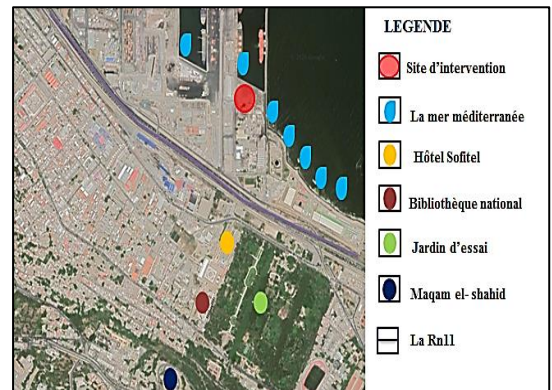 LEGENDE
Site d'intervention
La mer méditerranée
Hôtel Sofitel
Bibliothèque national
Jardin d'essai
Maqam el- shahid
La Rn11